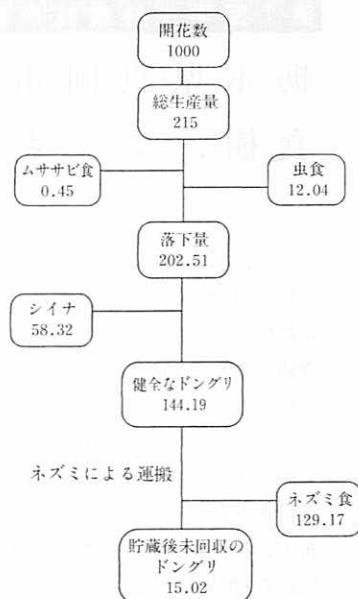 開花数
1000
総生産量
215
ムササビ食
0.45
虫食
12.04
落下量
202.51
シイナ
58.32
健全なドングリ
144.19
ネズミによる運搬
ネズミ食
129.17
貯蔵後未回収の
ドングリ
15.02